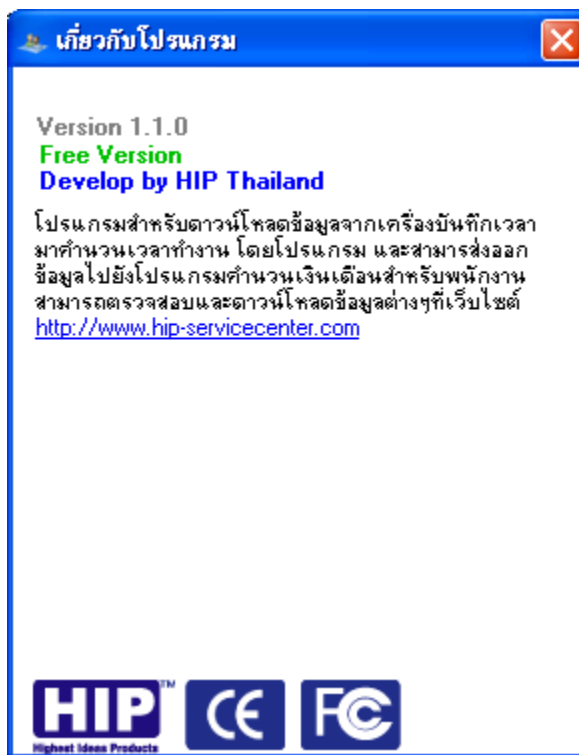 เกี่ยวกับโปรแกรม
Version 1.1.0
Free Version
Develop by HIP Thailand
โปรแกรมสำหรับดาวน์โหลดข้อมูลจากเครื่องบันทึกเวลา
มาคำนวนเวลาทำงาน โดยโปรแกรม และสามารส่งออก
ข้อมูลไปยังโปรแกรมคำนวนเงินเดือนสำหรับพนักงาน
สามารถตรวจสอบและดาวน์โหลดข้อมูลต่างๆที่เว็บไซต์
http://www.hip-servicecenter.com
HIP™ CE FC
Highest Ideas Products